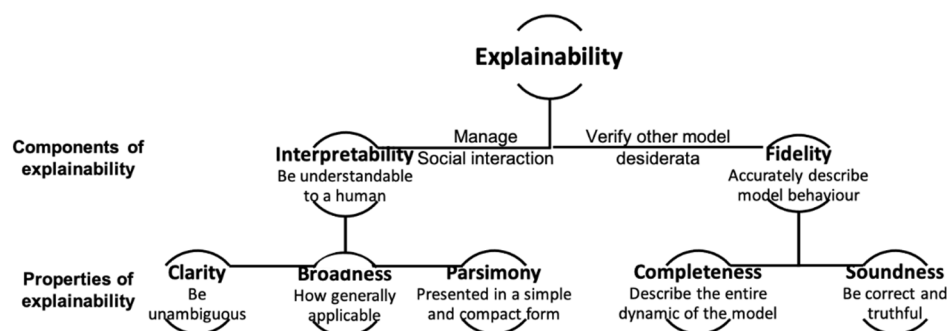 Explainability
Components of
explainability
Manage
Social interaction
Verify other model
desiderata
Interpretability
Be understandable
to a human
Fidelity
Accurately describe
model behaviour
Properties of
explainability
Clarity
Be
unambiguous
Broadness
How generally
applicable
Parsimony
Presented in a simple
and compact form
Completeness
Describe the entire
dynamic of the model
Soundness
Be correct and
truthful